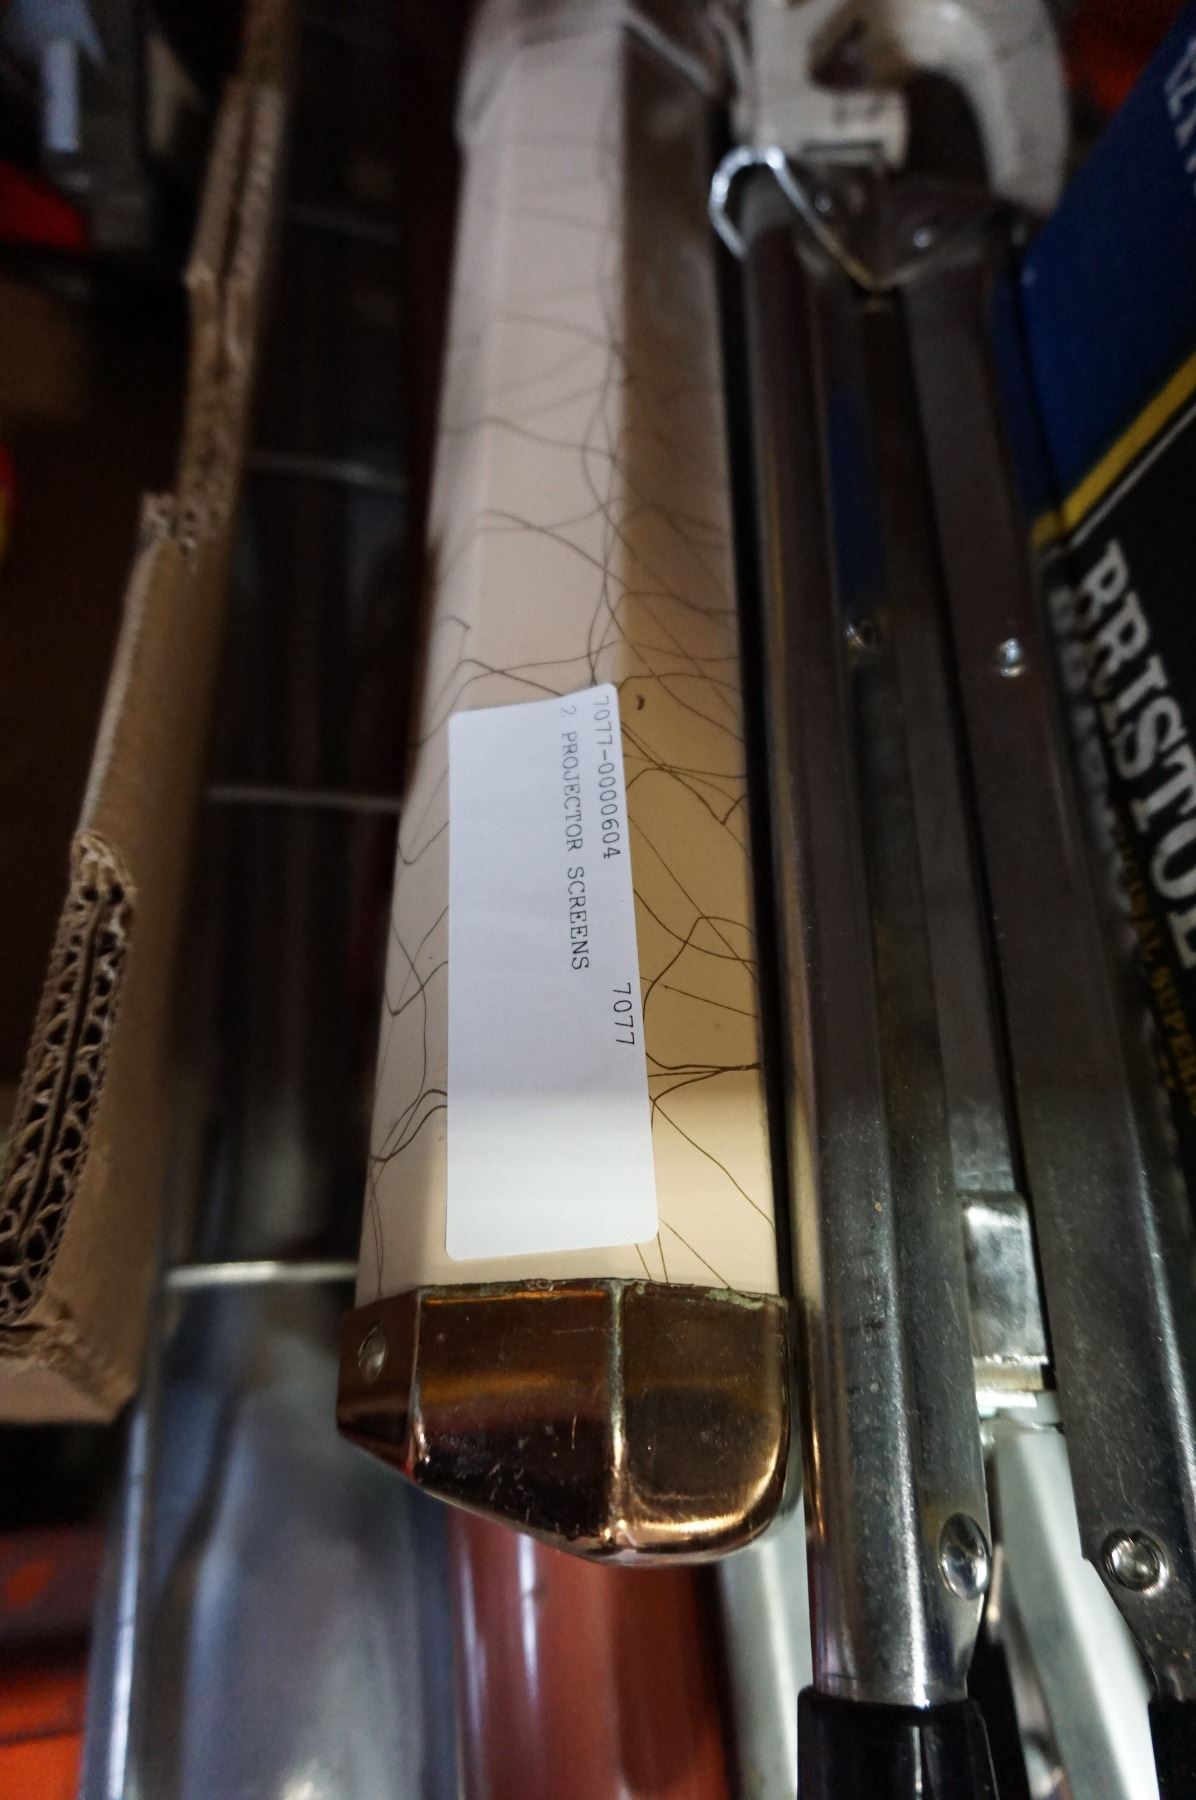 7077-0000604 7077
2 PROJECTOR SCREENS
BRISTOL